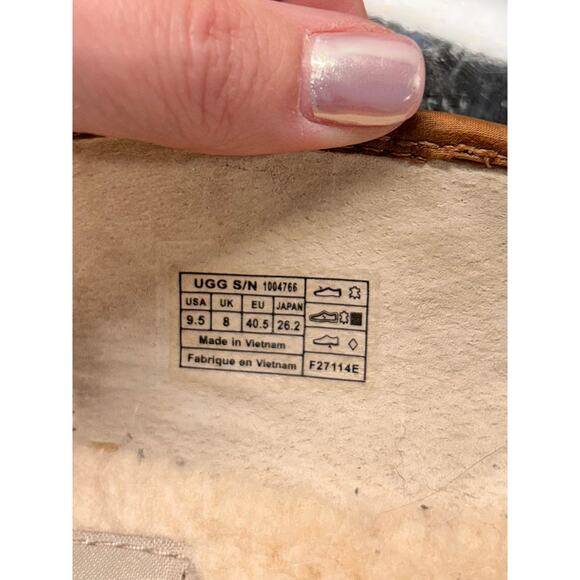 UGG S/N 1004766
USA UK EU JAPAN
9.5 8 40.5 26.2
Made in Vietnam
Fabrique en Vietnam F27114E